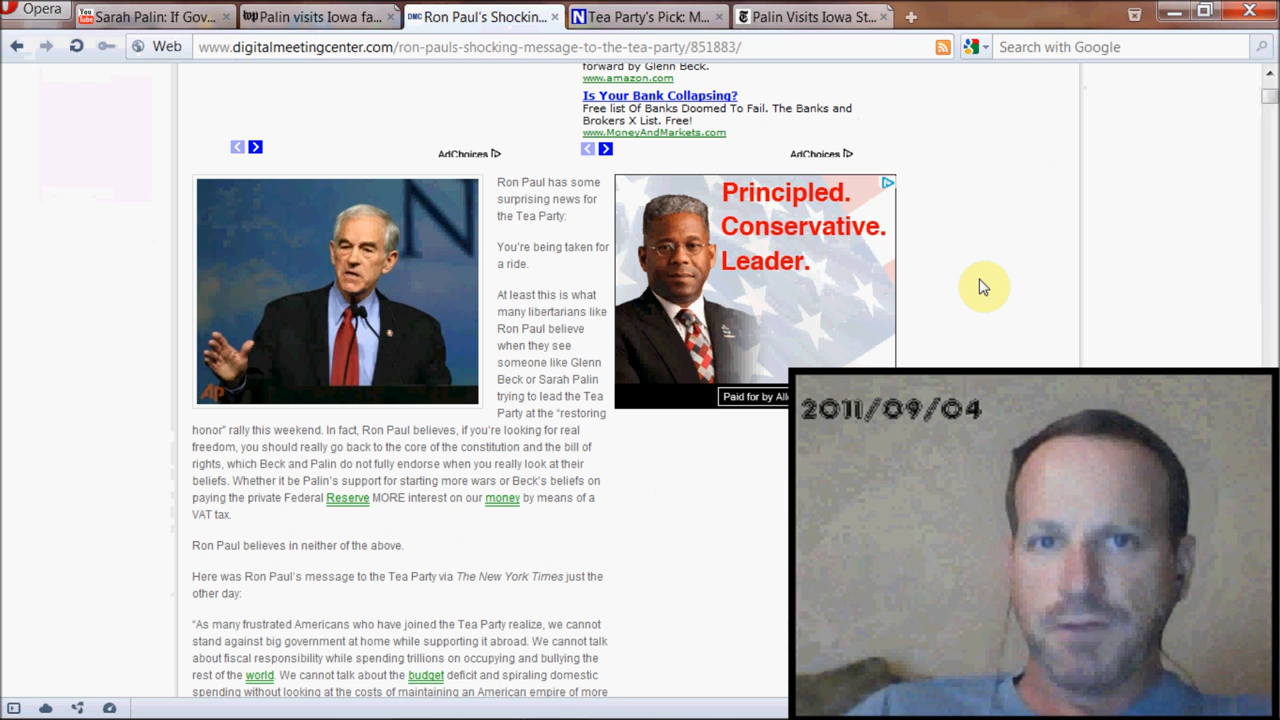 Opera
Sarah Palin: If Gov...
Palin visits Iowa fa...
Ron Paul's Shockin...
Tea Party's Pick: M...
Palin Visits Iowa St...
Web
www.digitalmeetingcenter.com/ron-pauls-shocking-message-to-the-tea-party/851883/
Search with Google
forward by Glenn Beck.
www.amazon.com
Is Your Bank Collapsing?
Free list Of Banks Doomed To Fail. The Banks and
Brokers X List. Free!
www.MoneyAndMarkets.com
AdChoices
AdChoices
AP
Ron Paul has some
surprising news for
the Tea Party:
You're being taken for
a ride.
At least this is what
many libertarians like
Ron Paul believe
when they see
someone like Glenn
Beck or Sarah Palin
trying to lead the Tea
Party at the “restoring
honor” rally this weekend. In fact, Ron Paul believes, if you're looking for real
freedom, you should really go back to the core of the constitution and the bill of
rights, which Beck and Palin do not fully endorse when you really look at their
beliefs. Whether it be Palin's support for starting more wars or Beck's beliefs on
paying the private Federal Reserve MORE interest on our money by means of a
VAT tax.
Ron Paul believes in neither of the above.
Here was Ron Paul's message to the Tea Party via The New York Times just the
other day:
“As many frustrated Americans who have joined the Tea Party realize, we cannot
stand against big government at home while supporting it abroad. We cannot talk
about fiscal responsibility while spending trillions on occupying and bullying the
rest of the world. We cannot talk about the budget deficit and spiraling domestic
spending without looking at the costs of maintaining an American empire of more
Principled.
Conservative.
Leader.
Paid for by All
2011/09/04